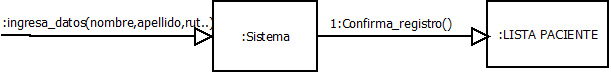 :ingresa_datos(nombre,apellido,rut..)
:Sistema
1:Confirma_registro()
:LISTA PACIENTE